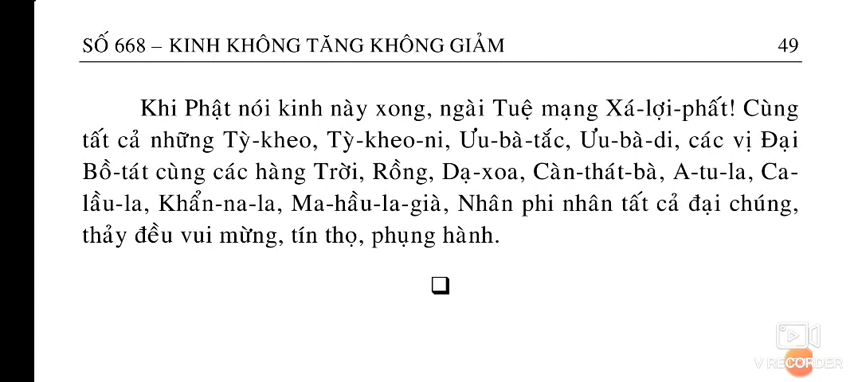 SỐ 668 – KINH KHÔNG TĂNG KHÔNG GIẢM 49
Khi Phật nói kinh này xong, ngài Tuệ mạng Xá-lợi-phất! Cùng
tất cả những Tỳ-kheo, Tỳ-kheo-ni, Ưu-bà-tắc, Ưu-bà-di, các vị Đại
Bồ-tát cùng các hàng Trời, Rồng, Dạ-xoa, Càn-thát-bà, A-tu-la, Ca-
lầu-la, Khẩn-na-la, Ma-hầu-la-già, Nhân phi nhân tất cả đại chúng,
thảy đều vui mừng, tín thọ, phụng hành.
V RECORDER